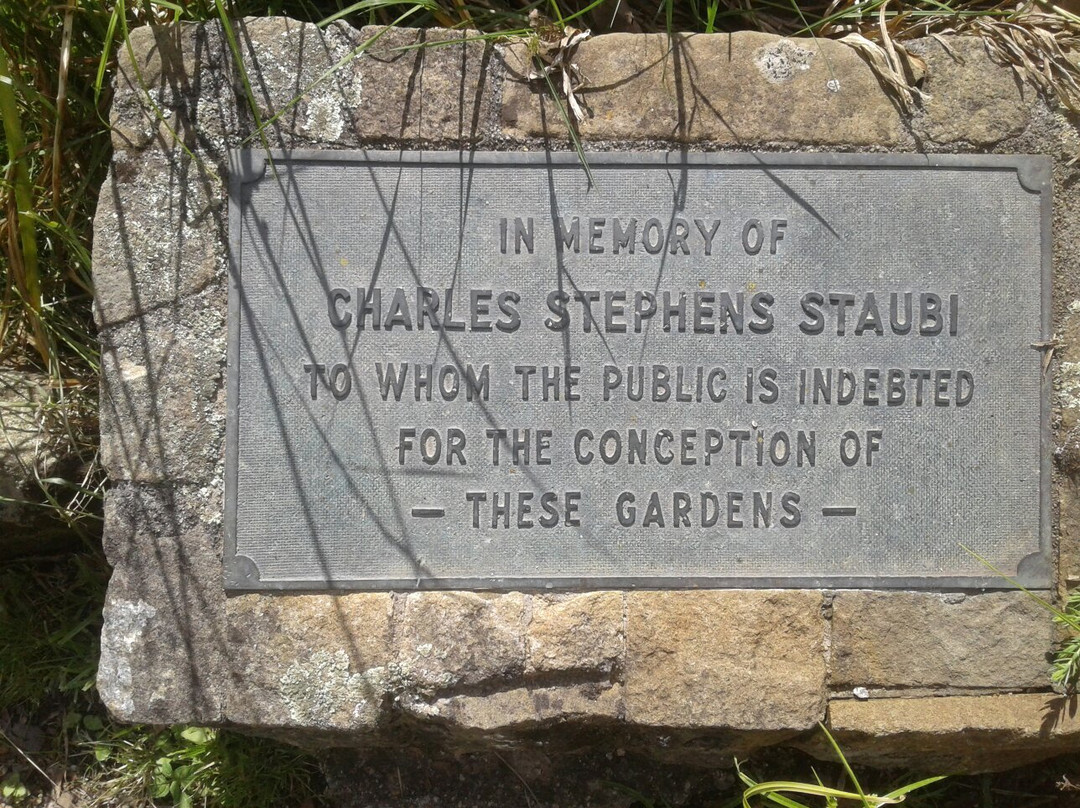 IN MEMORY OF
CHARLES STEPHENS STAUBI
TO WHOM THE PUBLIC IS INDEBTED
FOR THE CONCEPTION OF
— THESE GARDENS —